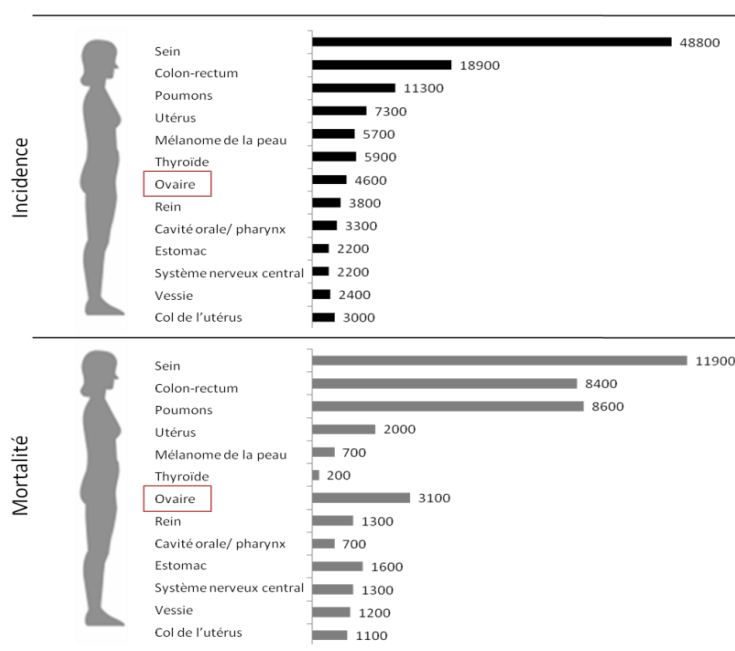 Incidence
Sein 48800
Colon-rectum 18900
Poumons 11300
Utérus 7300
Mélanome de la peau 5700
Thyroïde 5900
Ovaire 4600
Rein 3800
Cavité orale/ pharynx 3300
Estomac 2200
Système nerveux central 2200
Vessie 2400
Col de l'utérus 3000
Mortalité
Sein 11900
Colon-rectum 8400
Poumons 8600
Utérus 2000
Mélanome de la peau 700
Thyroïde 200
Ovaire 3100
Rein 1300
Cavité orale/ pharynx 700
Estomac 1600
Système nerveux central 1300
Vessie 1200
Col de l'utérus 1100